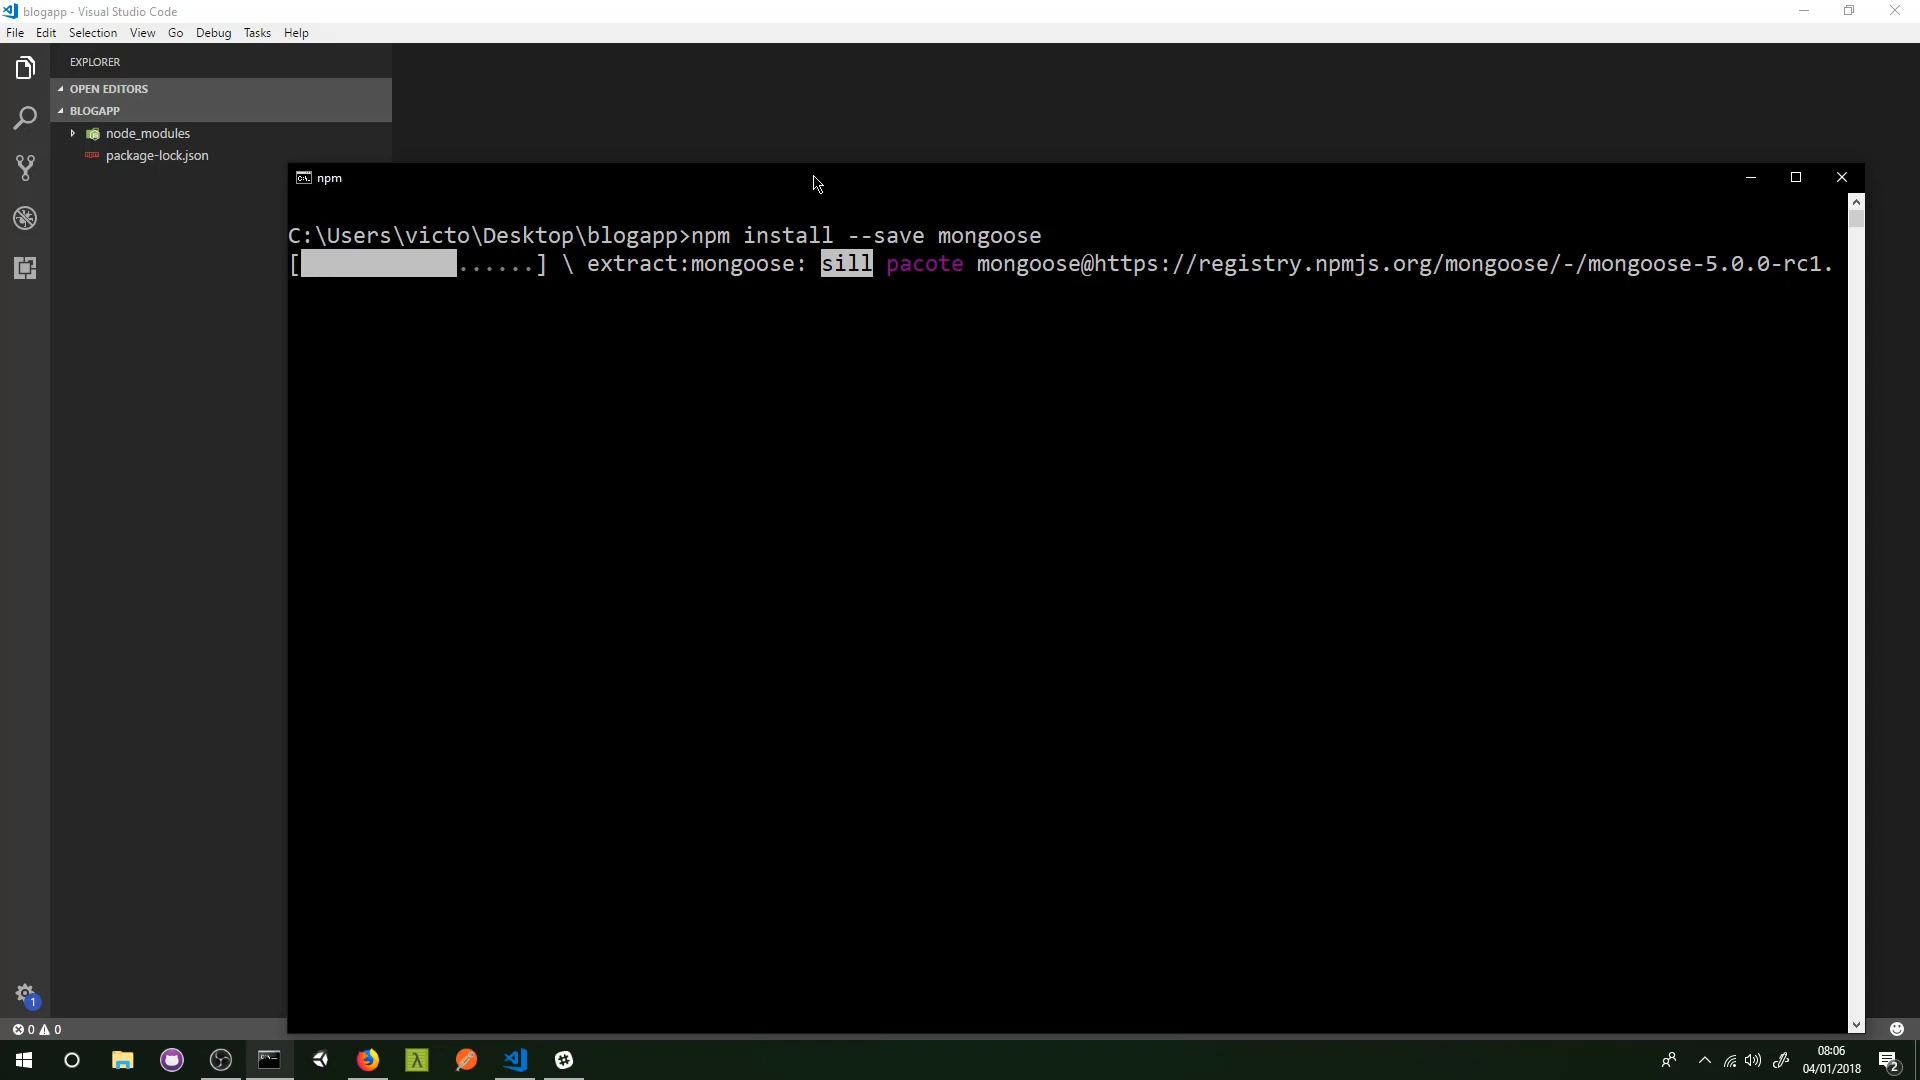 blogapp - Visual Studio Code
File Edit Selection View Go Debug Tasks Help
EXPLORER
OPEN EDITORS
BLOGAPP
node_modules
package-lock.json
npm
C:\Users\victo\Desktop\blogapp>npm install --save mongoose
[ ......] \ extract:mongoose: sill pacote mongoose@https://registry.npmjs.org/mongoose/-/mongoose-5.0.0-rc1.
1
0 0
08:06
04/01/2018
2